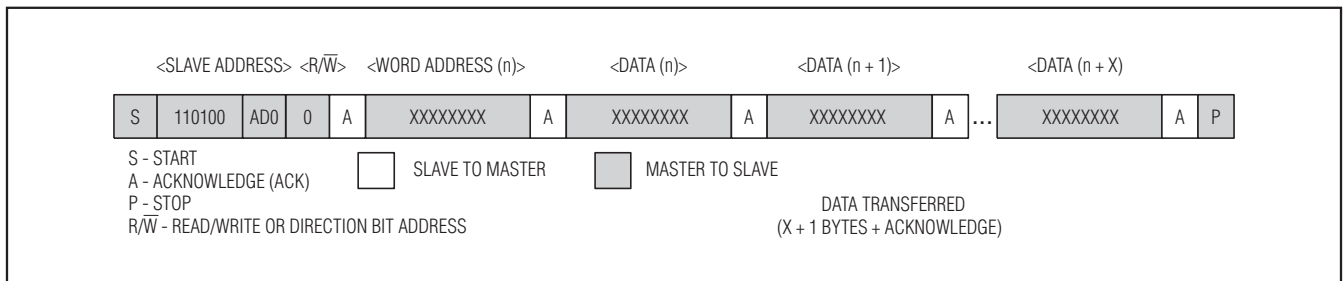 <SLAVE ADDRESS> <R/W̅> <WORD ADDRESS (n)> <DATA (n)> <DATA (n + 1)> <DATA (n + X)
S 110100 AD0 0 A XXXXXXXX A XXXXXXXX A XXXXXXXX A ... XXXXXXXX A P
S - START
A - ACKNOWLEDGE (ACK)
P - STOP
R/W̅ - READ/WRITE OR DIRECTION BIT ADDRESS
SLAVE TO MASTER
MASTER TO SLAVE
DATA TRANSFERRED
(X + 1 BYTES + ACKNOWLEDGE)